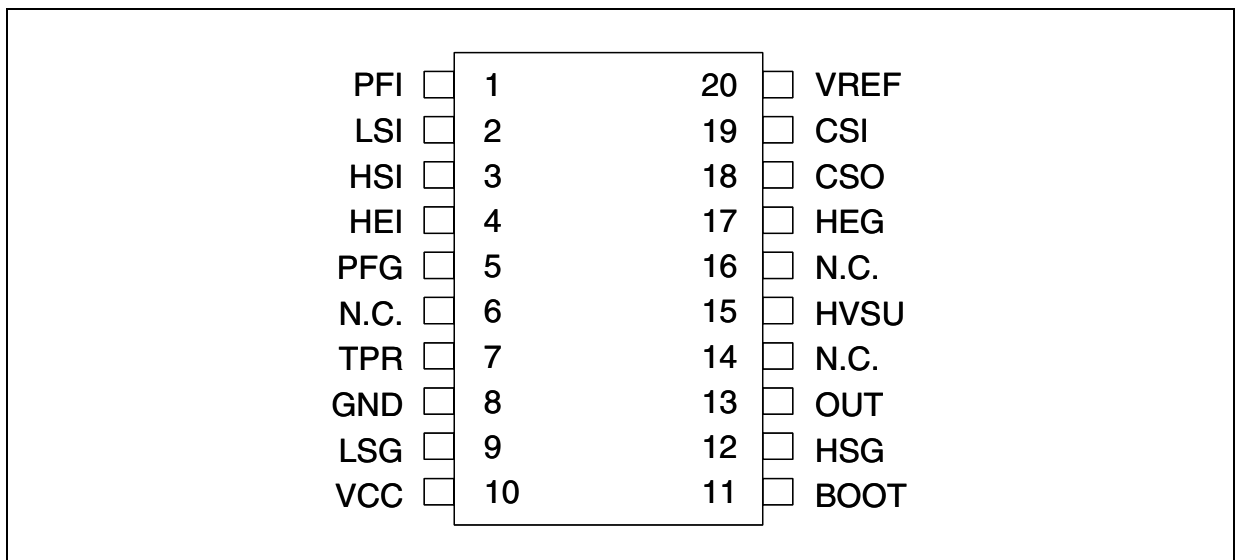 PFI 1 20 VREF
LSI 2 19 CSI
HSI 3 18 CSO
HEI 4 17 HEG
PFG 5 16 N.C.
N.C. 6 15 HVSU
TPR 7 14 N.C.
GND 8 13 OUT
LSG 9 12 HSG
VCC 10 11 BOOT